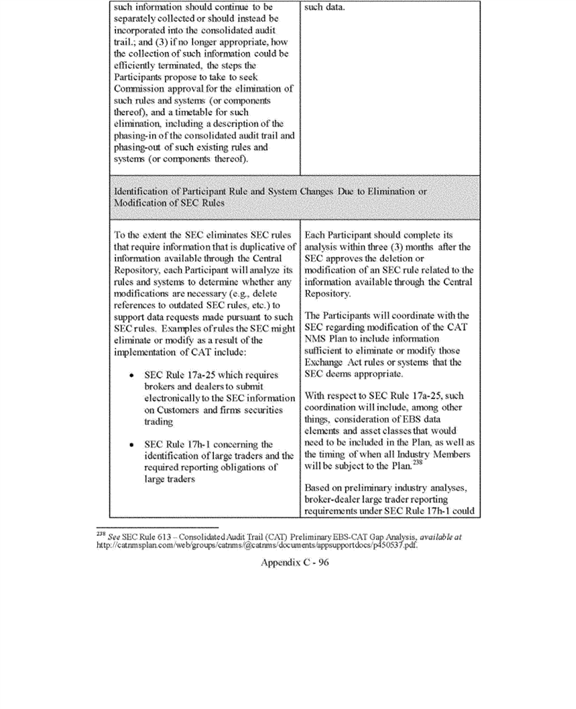 such information should continue to be
separately collected or should instead be
incorporated into the consolidated audit
trail.; and (3) if no longer appropriate, how
the collection of such information could be
efficiently terminated, the steps the
Participants propose to take to seek
Commission approval for the elimination of
such rules and systems (or components
thereof), and a timetable for such
elimination, including a description of the
phasing-in of the consolidated audit trail and
phasing-out of such existing rules and
systems (or components thereof).
such data.
Identification of Participant Rule and System Changes Due to Elimination or
Modification of SEC Rules
To the extent the SEC eliminates SEC rules
that require information that is duplicative of
information available through the Central
Repository, each Participant will analyze its
rules and systems to determine whether any
modifications are necessary (e.g., delete
references to outdated SEC rules, etc.) to
support data requests made pursuant to such
SEC rules. Examples of rules the SEC might
eliminate or modify as a result of the
implementation of CAT include:
• SEC Rule 17a-25 which requires
brokers and dealers to submit
electronically to the SEC information
on Customers and firms securities
trading
• SEC Rule 17h-1 concerning the
identification of large traders and the
required reporting obligations of
large traders
Each Participant should complete its
analysis within three (3) months after the
SEC approves the deletion or
modification of an SEC rule related to the
information available through the Central
Repository.
The Participants will coordinate with the
SEC regarding modification of the CAT
NMS Plan to include information
sufficient to eliminate or modify those
Exchange Act rules or systems that the
SEC deems appropriate.
With respect to SEC Rule 17a-25, such
coordination will include, among other
things, consideration of EBS data
elements and asset classes that would
need to be included in the Plan, as well as
the timing of when all Industry Members
will be subject to the Plan.238
Based on preliminary industry analyses,
broker-dealer large trader reporting
requirements under SEC Rule 17h-1 could
238 See SEC Rule 613 – Consolidated Audit Trail (CAT) Preliminary EBS-CAT Gap Analysis, available at
http://catnmsplan.com/web/groups/catnms/@catnms/documents/appsupportdocs/p450537.pdf.
Appendix C - 96